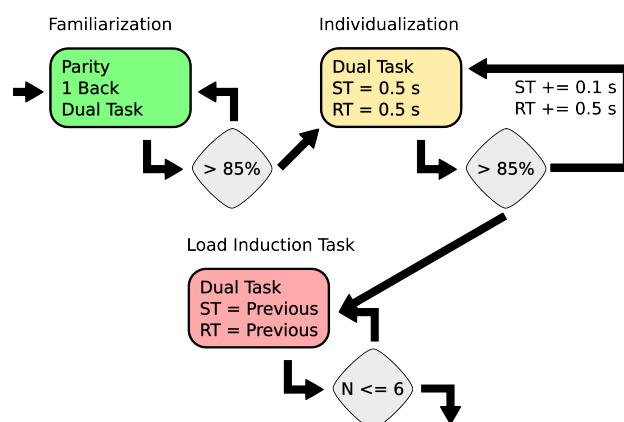 Familiarization
Parity
1 Back
Dual Task
> 85%
Individualization
Dual Task
ST = 0.5 s
RT = 0.5 s
ST += 0.1 s
RT += 0.5 s
> 85%
Load Induction Task
Dual Task
ST = Previous
RT = Previous
N <= 6